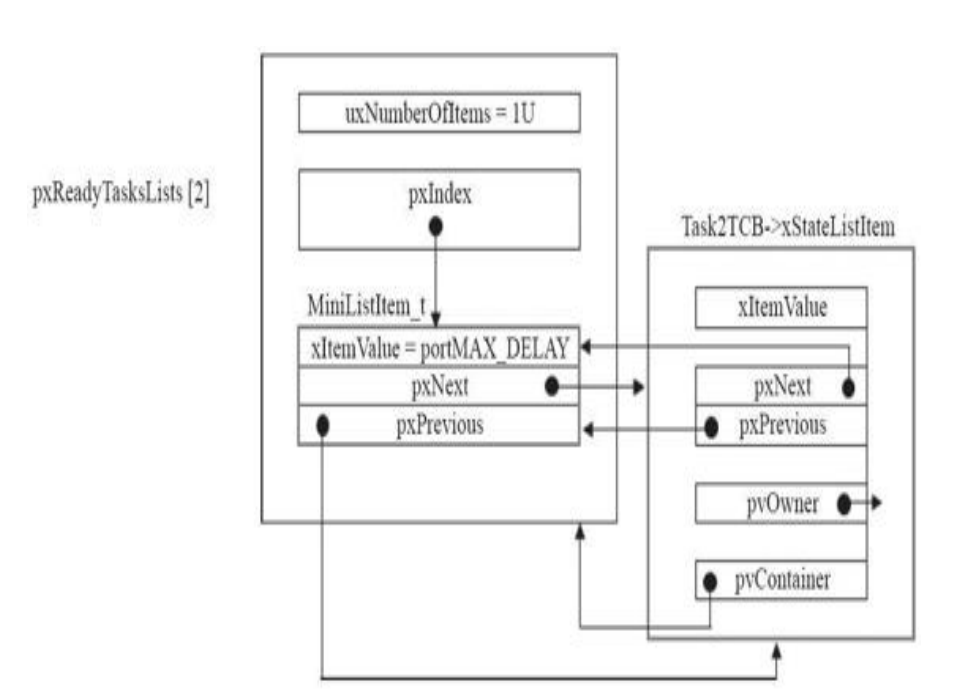 uxNumberOfItems = 1U
pxReadyTasksLists [2]
pxIndex
Task2TCB->xStateListItem
MiniListItem_t
xItemValue = portMAX_DELAY
pxNext
pxPrevious
xItemValue
pxNext
pxPrevious
pvOwner
pvContainer